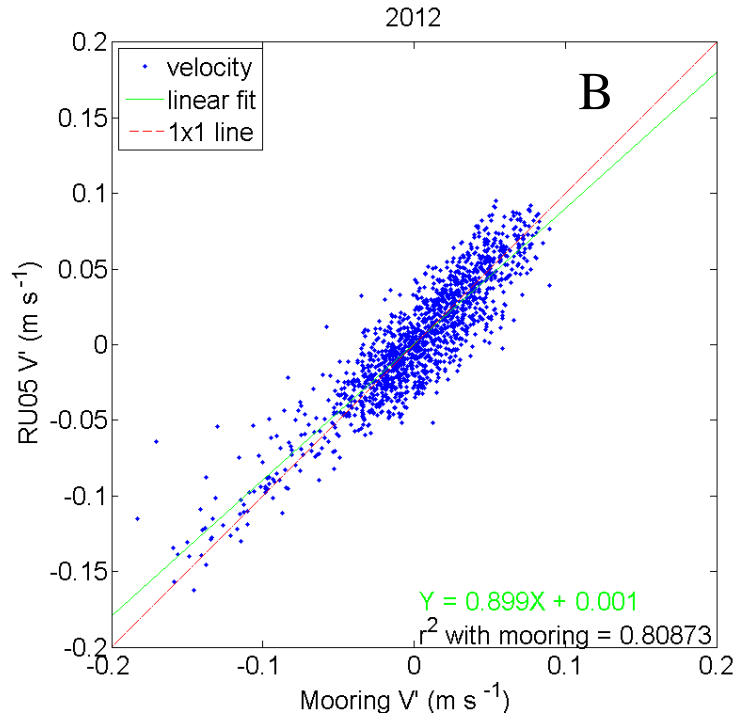 2012
velocity
linear fit
1x1 line
B
0.2
0.15
0.1
0.05
0
-0.05
-0.1
-0.15
-0.2
RU05 V' (m s⁻¹)
Y = 0.899X + 0.001
r² with mooring = 0.80873
-0.2 -0.1 0 0.1 0.2
Mooring V' (m s⁻¹)